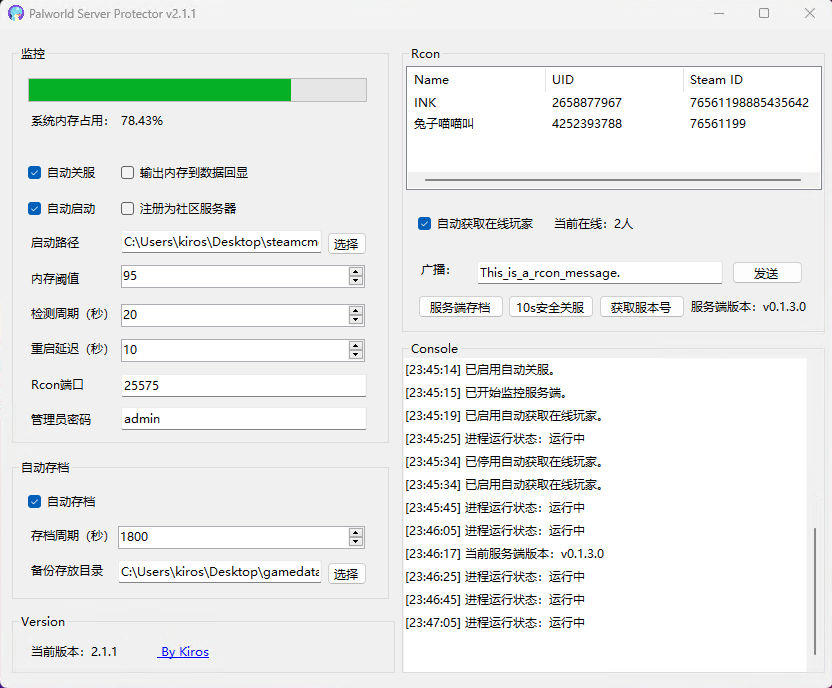 Palworld Server Protector v2.1.1
监控
系统内存占用： 78.43%
自动关服 输出内存到数据回显
自动启动 注册为社区服务器
启动路径 C:\Users\kiros\Desktop\steamcm 选择
内存阈值 95
检测周期（秒） 20
重启延迟（秒） 10
Rcon端口 25575
管理员密码 admin
自动存档
自动存档
存档周期（秒） 1800
备份存放目录 C:\Users\kiros\Desktop\gamedata 选择
Version
当前版本： 2.1.1 By Kiros
Rcon
Name UID Steam ID
INK 2658877967 76561198885435642
兔子喵喵叫 4252393788 76561199
自动获取在线玩家 当前在线：2人
广播： This_is_a_rcon_message. 发送
服务端存档 10s安全关服 获取服本号 服务端版本：v0.1.3.0
Console
[23:45:14] 已启用自动关服。
[23:45:15] 已开始监控服务端。
[23:45:19] 已启用自动获取在线玩家。
[23:45:25] 进程运行状态：运行中
[23:45:34] 已停用自动获取在线玩家。
[23:45:34] 已启用自动获取在线玩家。
[23:45:45] 进程运行状态：运行中
[23:46:05] 进程运行状态：运行中
[23:46:17] 当前服务端版本：v0.1.3.0
[23:46:25] 进程运行状态：运行中
[23:46:45] 进程运行状态：运行中
[23:47:05] 进程运行状态：运行中